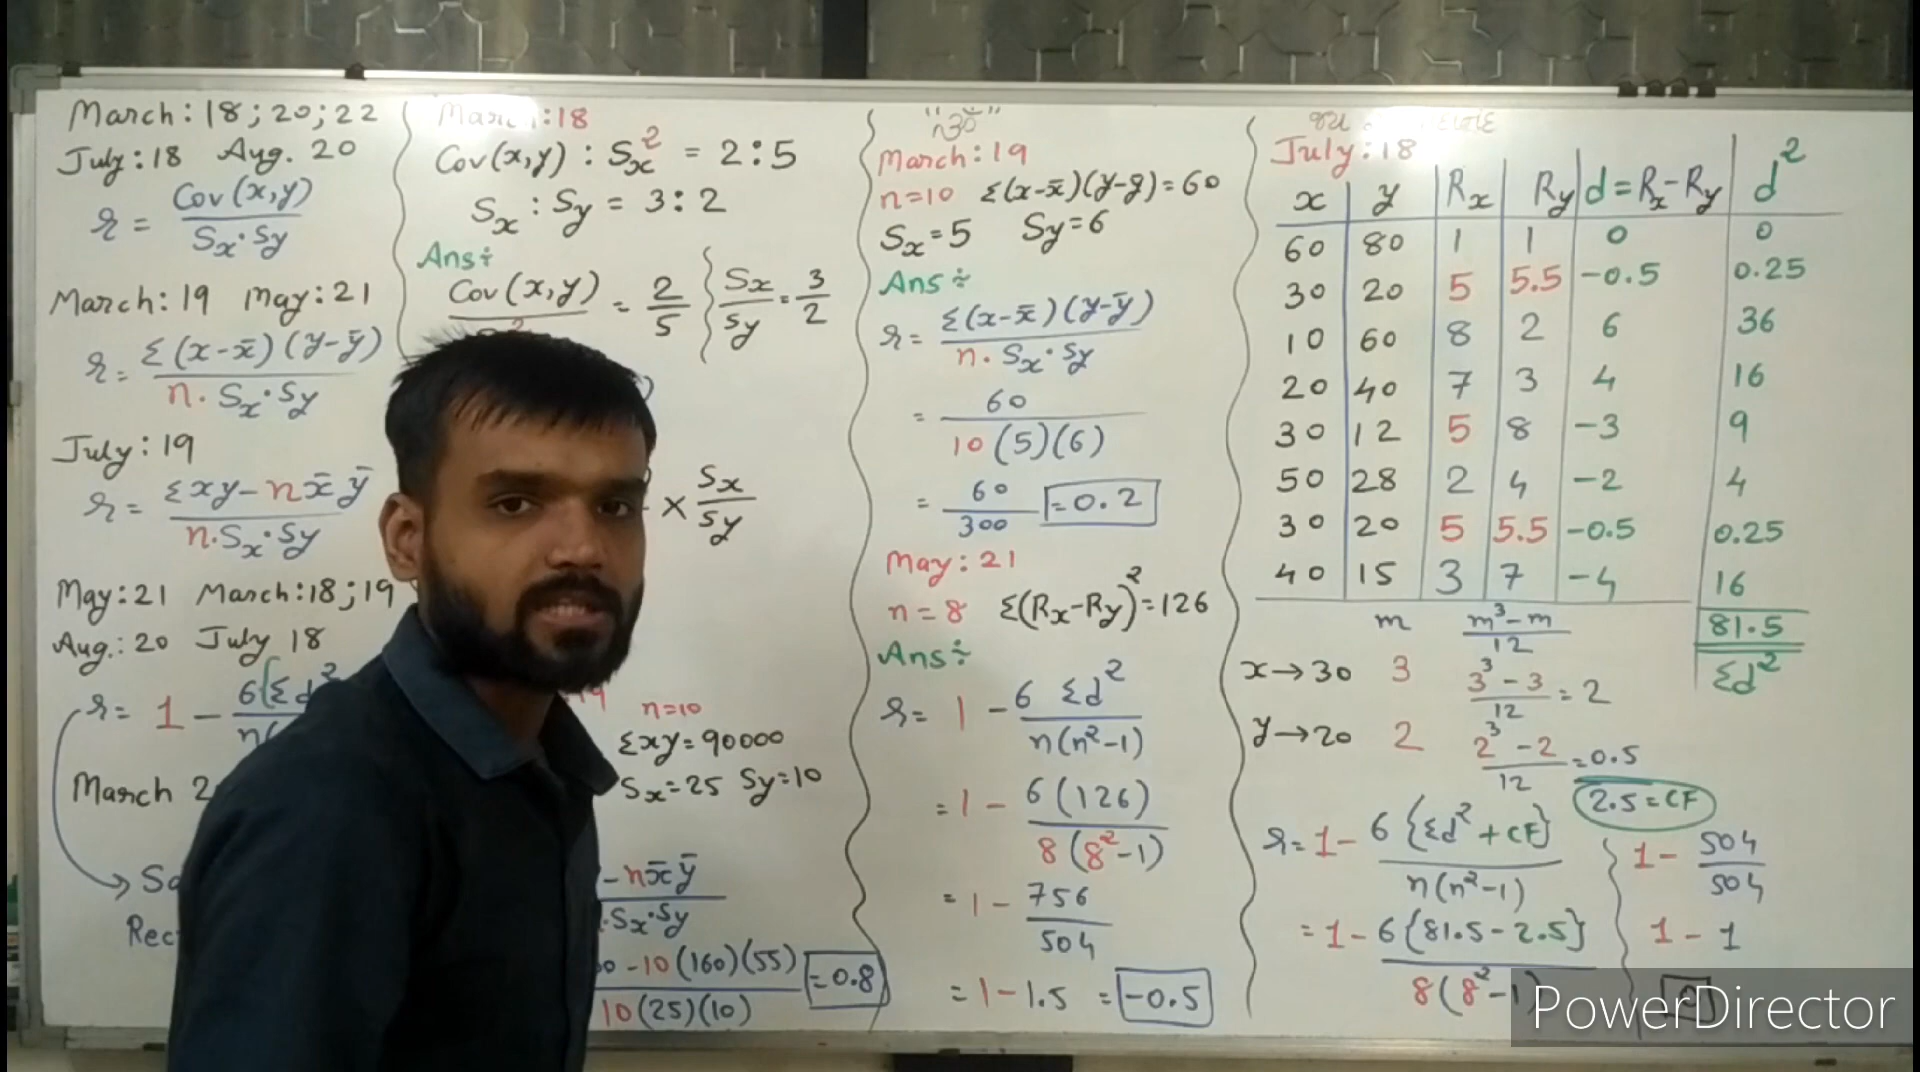 March: 18; 20; 22
July: 18 Aug. 20
r = Cov(x,y) / Sx·Sy
March: 19 May: 21
r = Σ(x-x̄)(y-ȳ) / n·Sx·Sy
July: 19
r = Σxy-nx̄ȳ / n·Sx·Sy
May: 21 March: 18; 19
Aug.: 20 July 18
r = 1 - 6(Σd² / n(
March 2
Rec
:18
Cov(x,y) : Sx² = 2:5
Sx : Sy = 3:2
Ans÷
Cov(x,y) / = 2/5 Sx/Sy = 3/2
× Sx/Sy
19 n=10
Σxy=90000
Sx=25 Sy=10
-nx̄ȳ / ·Sx·Sy
0-10(160)(55) / 10(25)(10) = 0.8
March: 19
n=10 Σ(x-x̄)(y-ȳ)=60
Sx=5 Sy=6
Ans÷
r = Σ(x-x̄)(y-ȳ) / n·Sx·Sy
= 60 / 10(5)(6)
= 60 / 300 = 0.2
May: 21
n=8 Σ(Rx-Ry)²=126
Ans÷
r = 1 - 6 Σd² / n(n²-1)
= 1 - 6(126) / 8(8²-1)
= 1 - 756 / 504
= 1-1.5 = -0.5
July: 18
x y Rx Ry d=Rx-Ry d²
60 80 1 1 0 0
30 20 5 5.5 -0.5 0.25
10 60 8 2 6 36
20 40 7 3 4 16
30 12 5 8 -3 9
50 28 2 4 -2 4
30 20 5 5.5 -0.5 0.25
40 15 3 7 -4 16
81.5
Σd²
m m³-m / 12
x→30 3 3³-3 / 12 = 2
y→20 2 2³-2 / 12 = 0.5
2.5=CF
r = 1- 6{Σd²+CF} / n(n²-1)
= 1- 6{81.5-2.5} / 8(8²-1
1- 504 / 504
1-1
PowerDirector